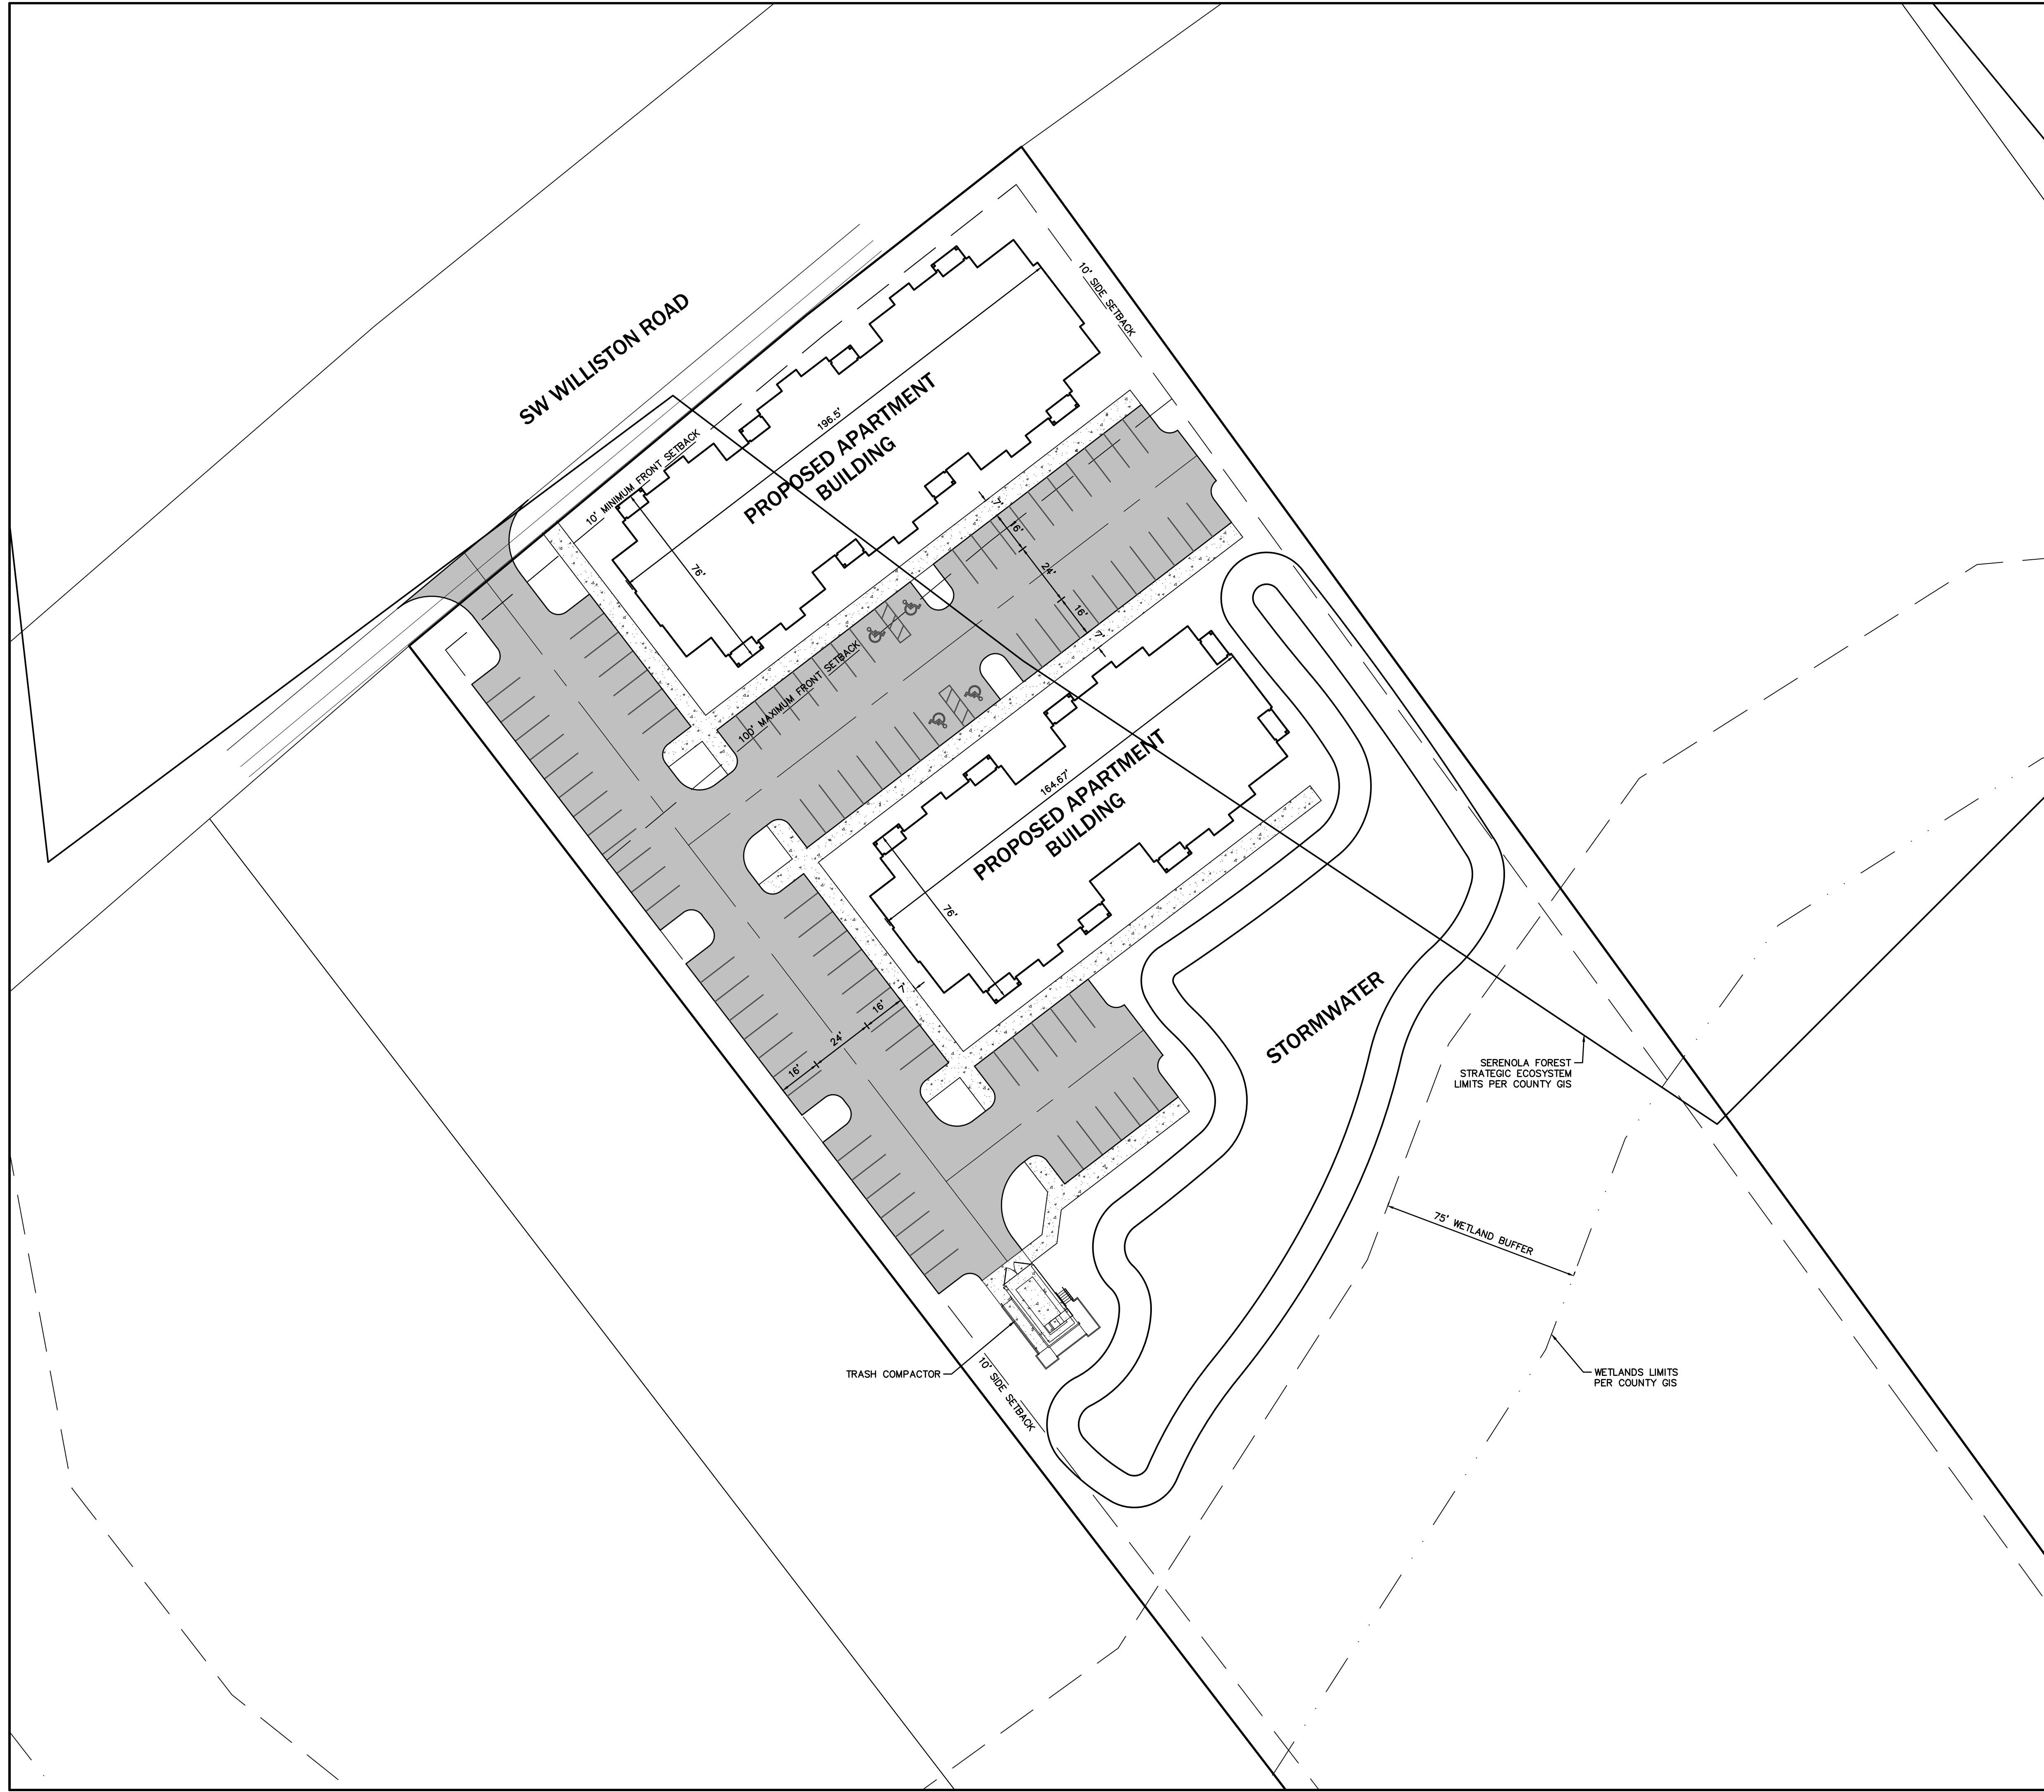 SW WILLISTON ROAD
10' SIDE SETBACK
10' MINIMUM FRONT SETBACK
196.5'
PROPOSED APARTMENT
BUILDING
76'
7'
16'
24'
16'
7'
100' MAXIMUM FRONT SETBACK
164.67'
PROPOSED APARTMENT
BUILDING
76'
7'
16'
24'
16'
STORMWATER
SERENOLA FOREST
STRATEGIC ECOSYSTEM
LIMITS PER COUNTY GIS
75' WETLAND BUFFER
TRASH COMPACTOR
10' SIDE SETBACK
WETLANDS LIMITS
PER COUNTY GIS